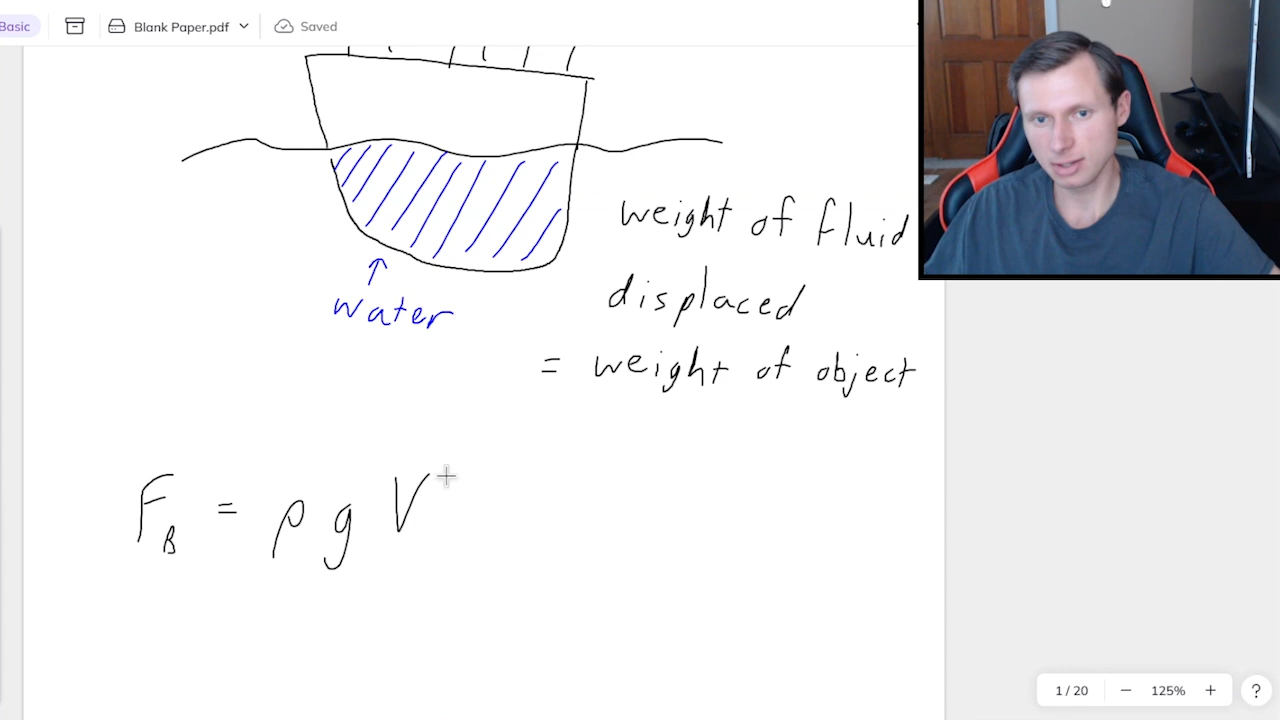 Basic
Blank Paper.pdf
Saved
weight of fluid
displaced
= weight of object
water
F_B = ρ g V
1 / 20
− 125% +
?